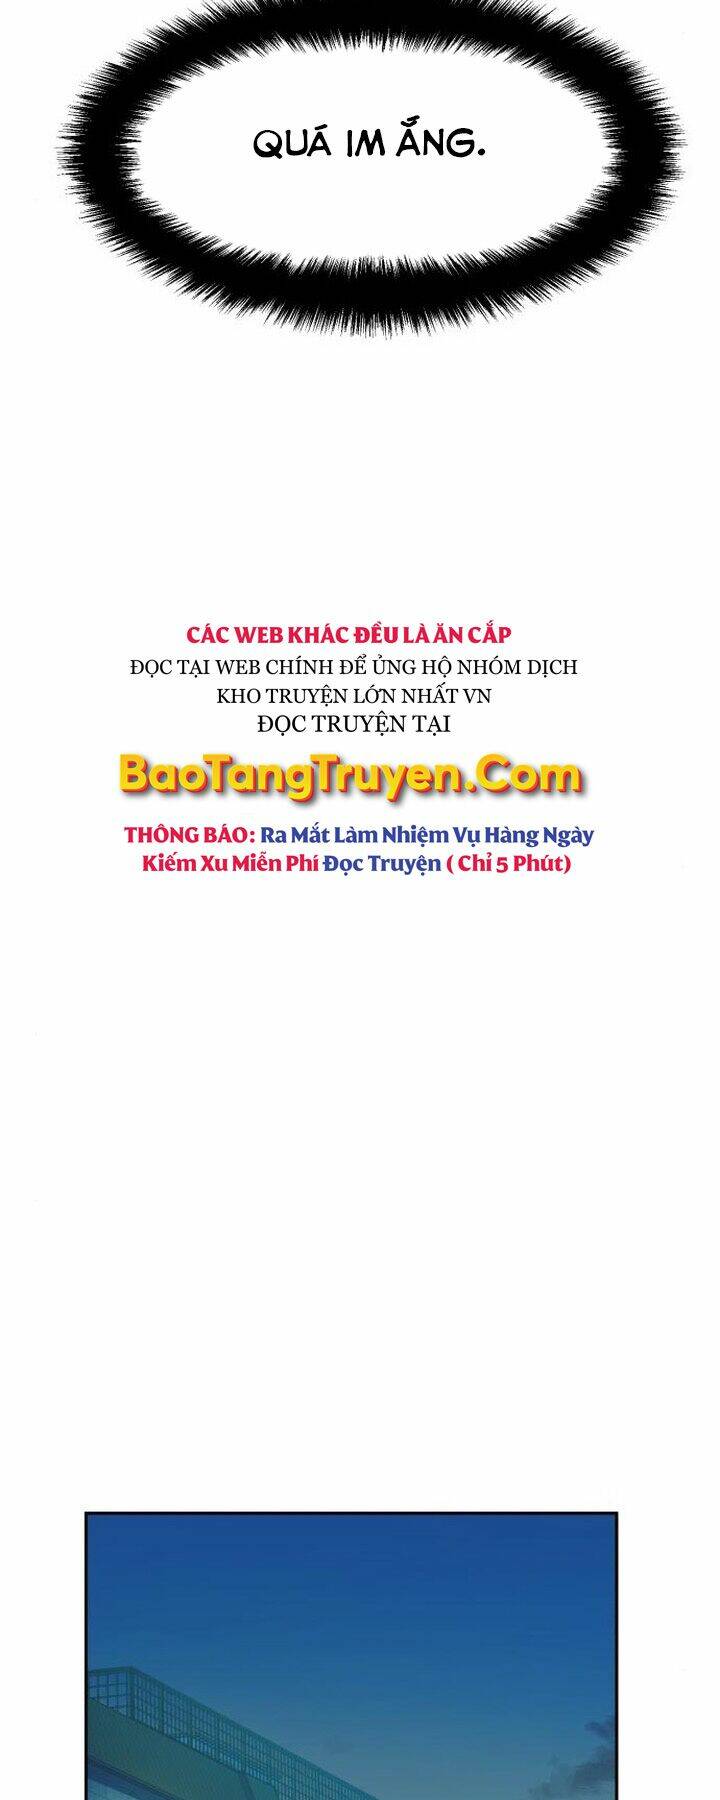 QUÁ IM ẮNG.
CÁC WEB KHÁC ĐỀU LÀ ĂN CẮP
ĐỌC TẠI WEB CHÍNH ĐỂ ỦNG HỘ NHÓM DỊCH
KHO TRUYỆN LỚN NHẤT VN
ĐỌC TRUYỆN TẠI
BaoTangTruyen.Com
THÔNG BÁO: Ra Mắt Làm Nhiệm Vụ Hàng Ngày
Kiếm Xu Miễn Phí Đọc Truyện ( Chỉ 5 Phút)